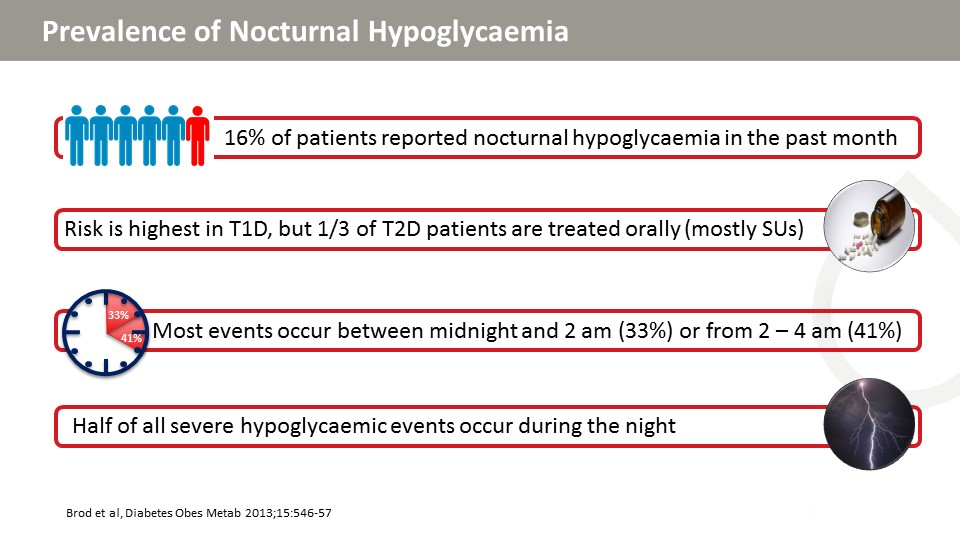 Prevalence of Nocturnal Hypoglycaemia
16% of patients reported nocturnal hypoglycaemia in the past month
Risk is highest in T1D, but 1/3 of T2D patients are treated orally (mostly SUs)
33%
41%
Most events occur between midnight and 2 am (33%) or from 2 – 4 am (41%)
Half of all severe hypoglycaemic events occur during the night
Brod et al, Diabetes Obes Metab 2013;15:546-57